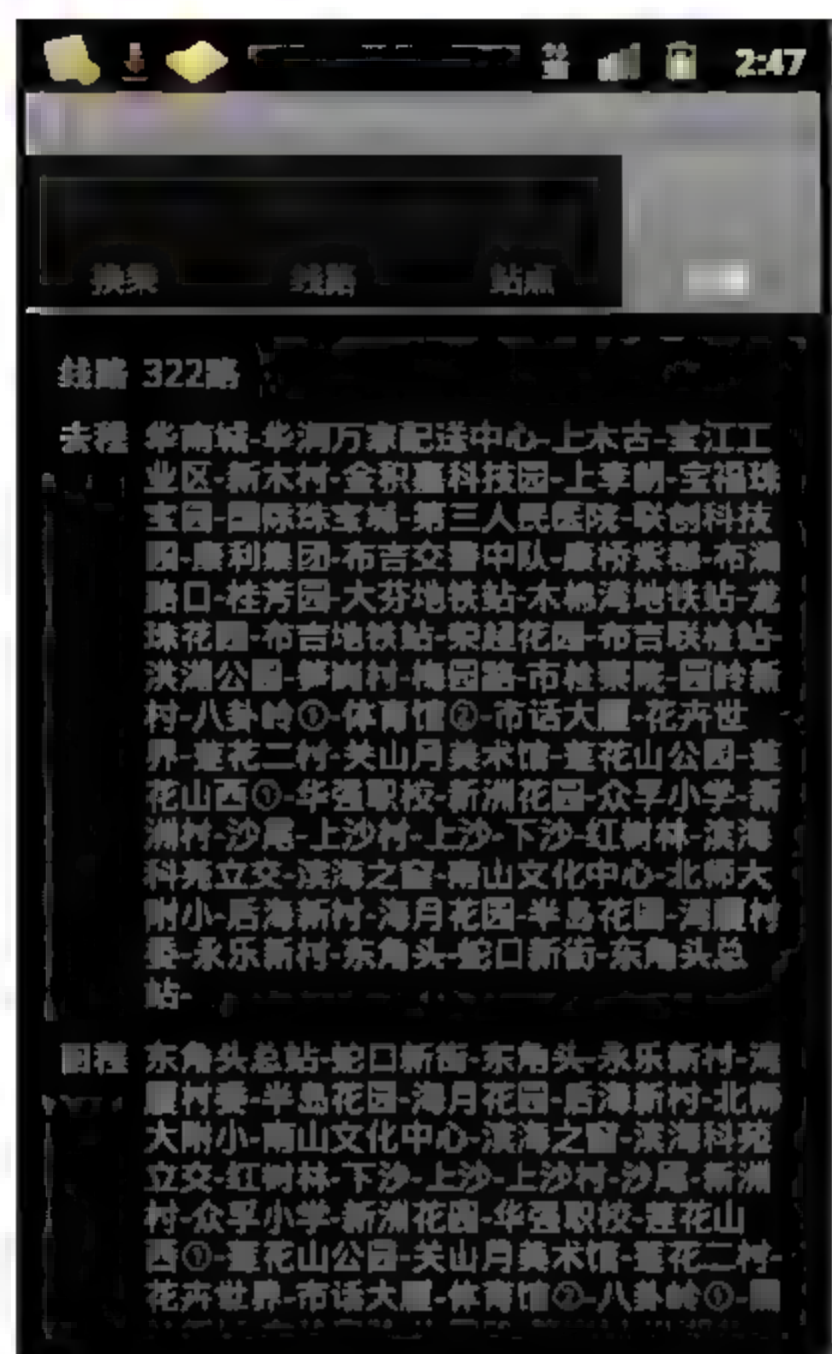 2:47
换乘 线路 站点
线路 322路
去程 华南城-华润万家配送中心-上木古-宝江工
业区-新木村-金积嘉科技园-上李朗-宝福珠
宝园-国际珠宝城-第三人民医院-联创科技
园-康利集团-布吉交警中队-康桥紫郡-布澜
路口-桂芳园-大芬地铁站-木棉湾地铁站-龙
珠花园-布吉地铁站-荣超花园-布吉联检站-
洪湖公园-笋岗村-梅园路-市检察院-园岭新
村-八卦岭①-体育馆②-市话大厦-花卉世
界-莲花二村-关山月美术馆-莲花山公园-莲
花山西①-华强职校-新洲花园-众孚小学-新
洲村-沙尾-上沙村-上沙-下沙-红树林-滨海
科苑立交-滨海之窗-南山文化中心-北师大
附小-后海新村-海月花园-半岛花园-湾厦村
委-永乐新村-东角头-蛇口新街-东角头总
站-
回程 东角头总站-蛇口新街-东角头-永乐新村-湾
厦村委-半岛花园-海月花园-后海新村-北师
大附小-南山文化中心-滨海之窗-滨海科苑
立交-红树林-下沙-上沙-上沙村-沙尾-新洲
村-众孚小学-新洲花园-华强职校-莲花山
西①-莲花山公园-关山月美术馆-莲花二村-
花卉世界-市话大厦-体育馆②-八卦岭①-园